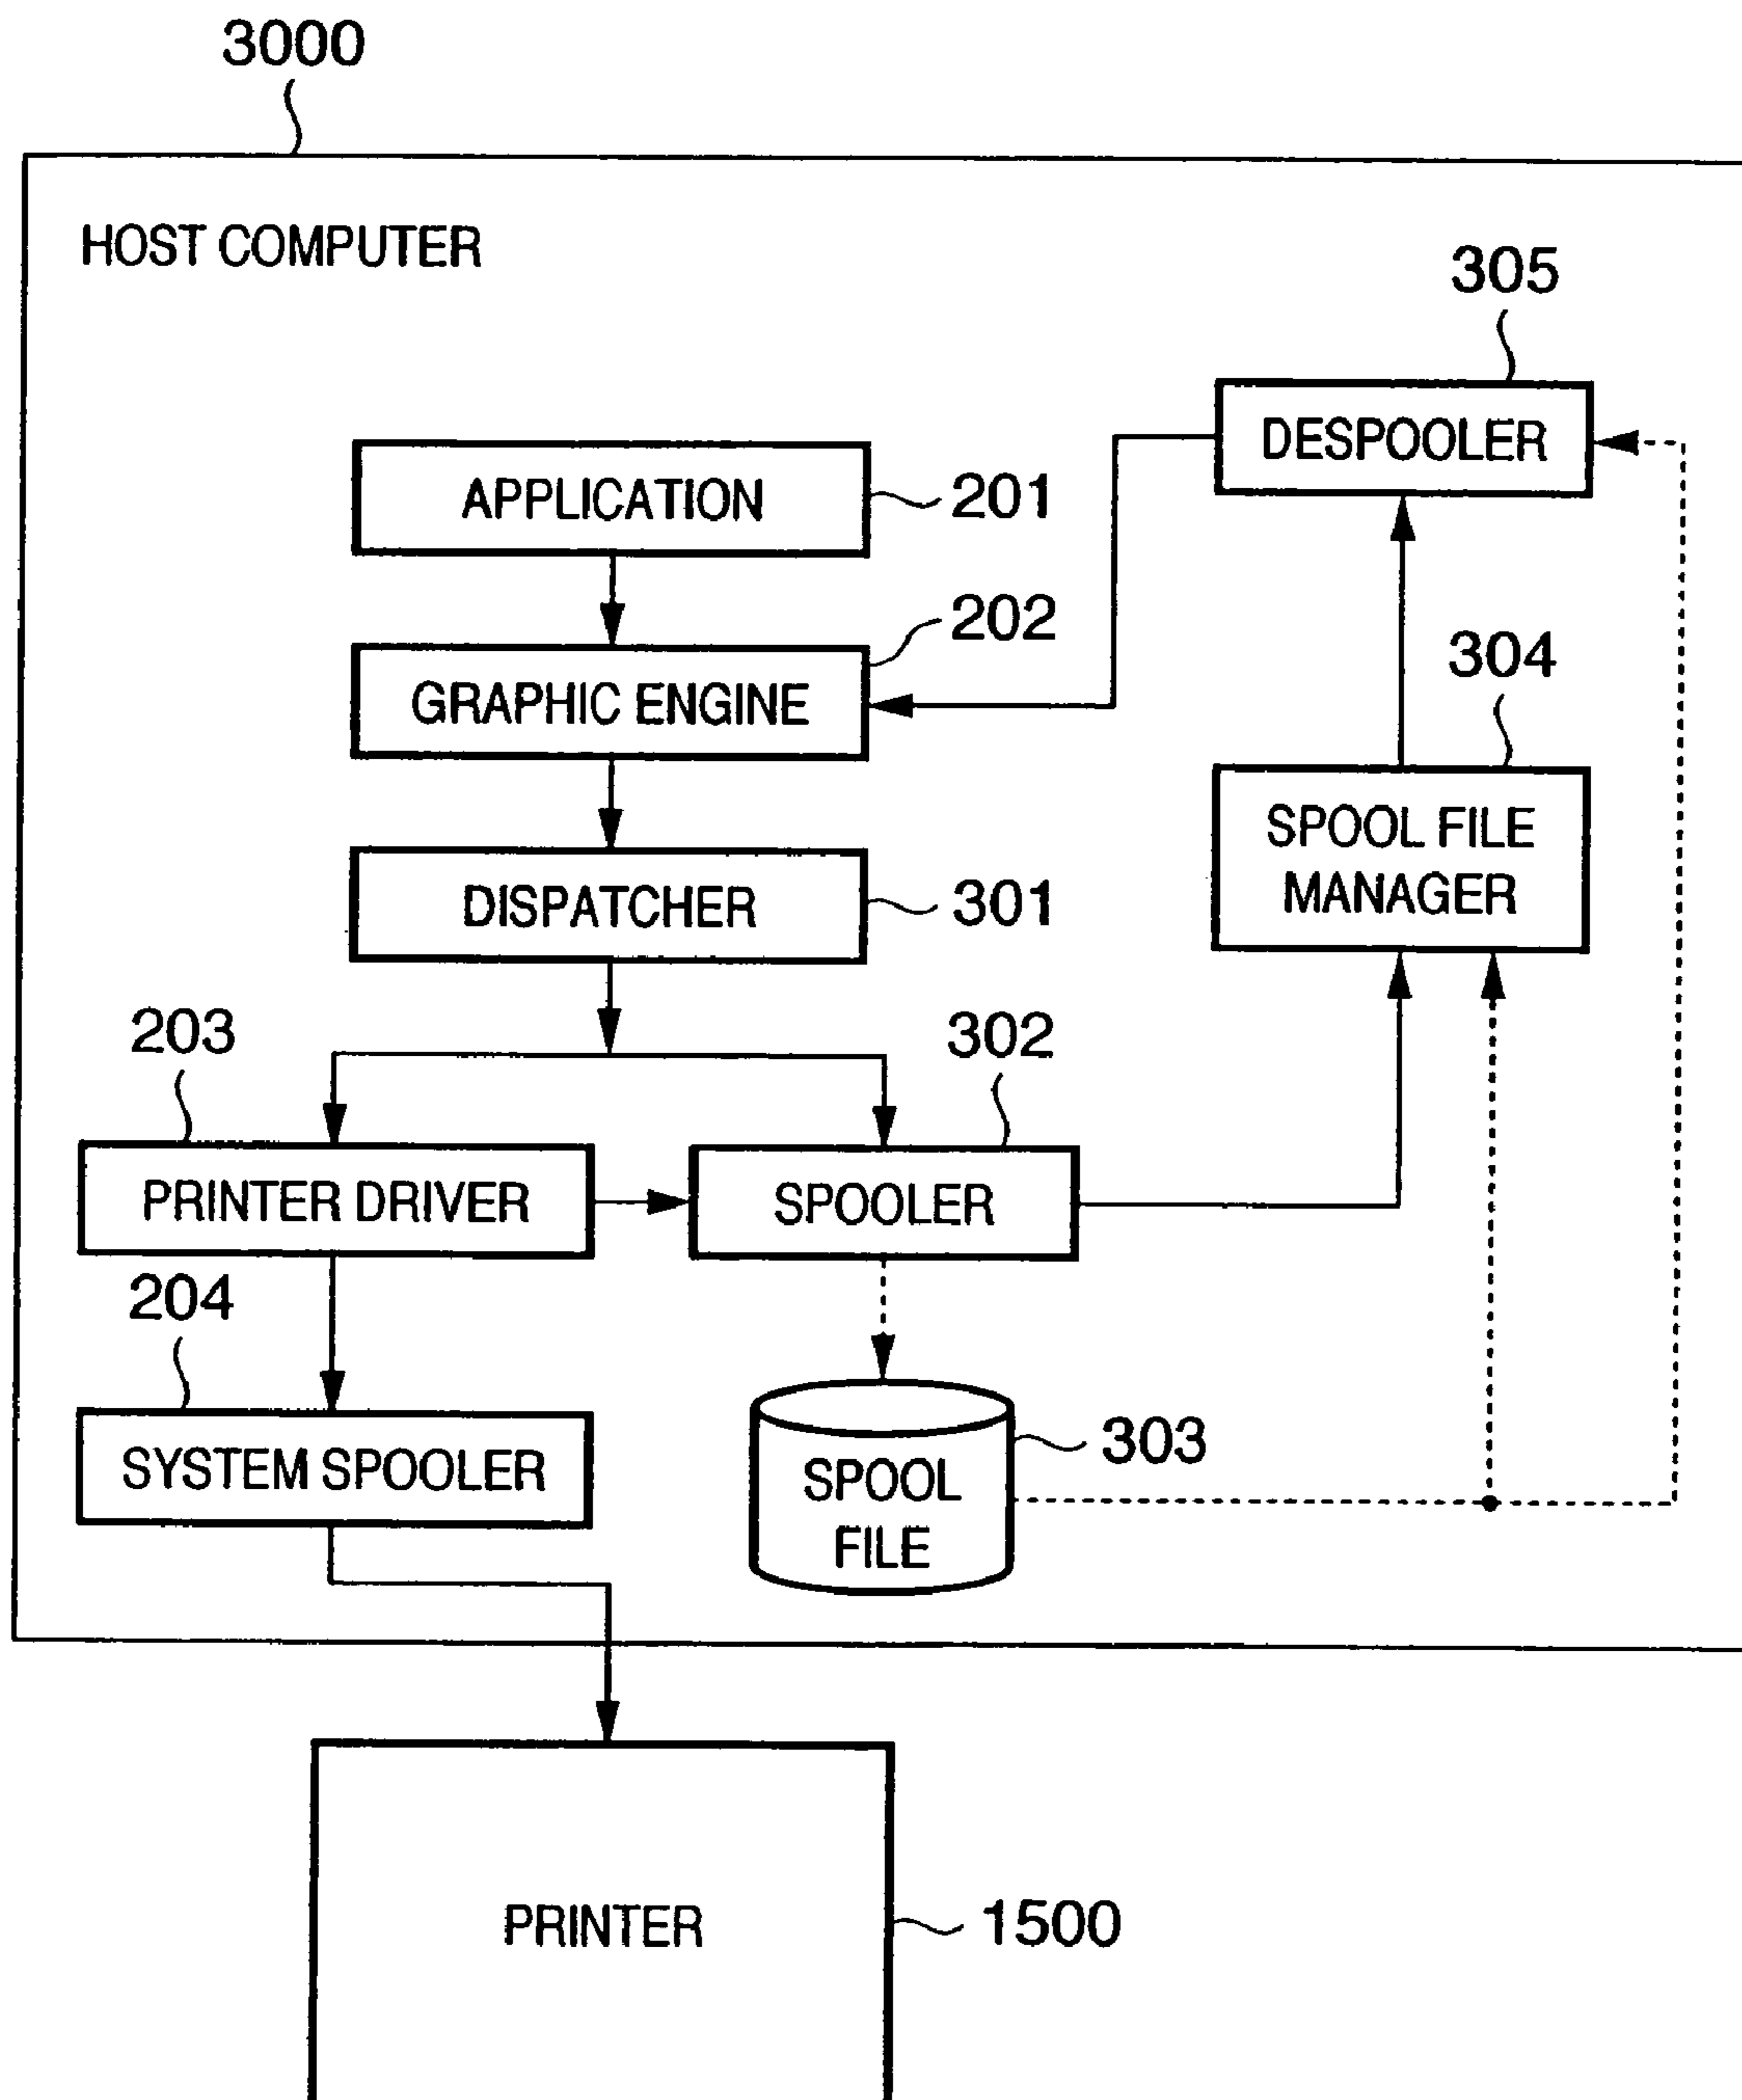 3000
HOST COMPUTER
305
DESPOOLER
APPLICATION
201
202
GRAPHIC ENGINE
304
SPOOL FILE
MANAGER
DISPATCHER
301
203
302
PRINTER DRIVER
SPOOLER
204
SYSTEM SPOOLER
303
SPOOL
FILE
PRINTER
1500